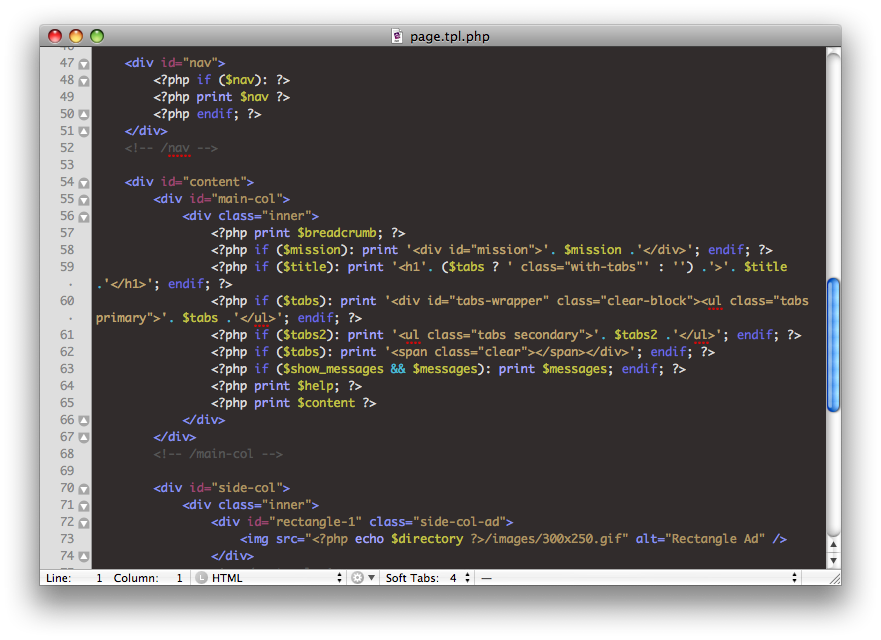 page.tpl.php
47 <div id="nav">
48 <?php if ($nav): ?>
49 <?php print $nav ?>
50 <?php endif; ?>
51 </div>
52 <!-- /nav -->
53
54 <div id="content">
55 <div id="main-col">
56 <div class="inner">
57 <?php print $breadcrumb; ?>
58 <?php if ($mission): print '<div id="mission">'. $mission .'</div>'; endif; ?>
59 <?php if ($title): print '<h1'. ($tabs ? ' class="with-tabs"' : '') .'>'. $title
.'</h1>'; endif; ?>
60 <?php if ($tabs): print '<div id="tabs-wrapper" class="clear-block"><ul class="tabs
primary">'. $tabs .'</ul>'; endif; ?>
61 <?php if ($tabs2): print '<ul class="tabs secondary">'. $tabs2 .'</ul>'; endif; ?>
62 <?php if ($tabs): print '<span class="clear"></span></div>'; endif; ?>
63 <?php if ($show_messages && $messages): print $messages; endif; ?>
64 <?php print $help; ?>
65 <?php print $content ?>
66 </div>
67 </div>
68 <!-- /main-col -->
69
70 <div id="side-col">
71 <div class="inner">
72 <div id="rectangle-1" class="side-col-ad">
73 <img src="<?php echo $directory ?>/images/300x250.gif" alt="Rectangle Ad" />
74 </div>
Line: 1 Column: 1 L HTML Soft Tabs: 4 —